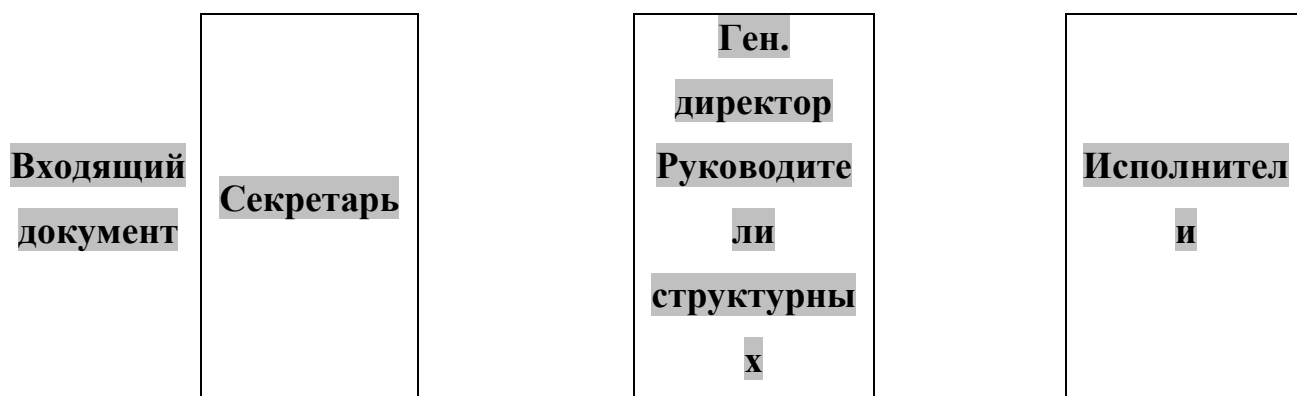 Входящий
документ
Секретарь
Ген.
директор
Руководите
ли
структурны
х
Исполнител
и